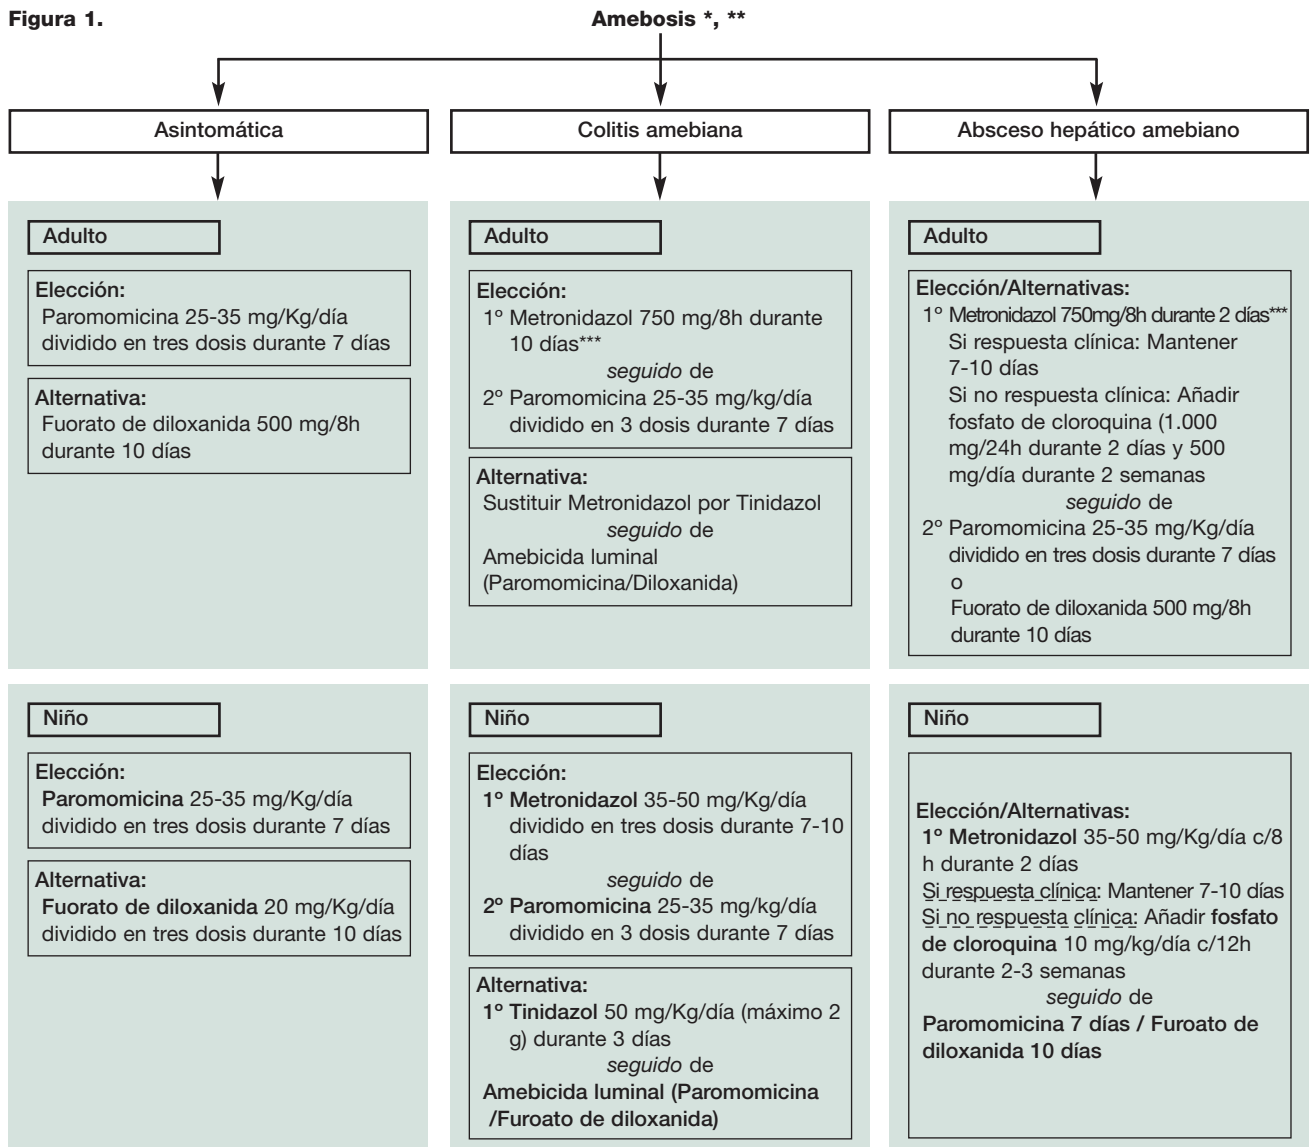 Figura 1.
Amebosis *, **
Asintomática
Colitis amebiana
Absceso hepático amebiano
Adulto
Elección:
Paromomicina 25-35 mg/Kg/día
dividido en tres dosis durante 7 días
Alternativa:
Fuorato de diloxanida 500 mg/8h
durante 10 días
Adulto
Elección:
1º Metronidazol 750 mg/8h durante
10 días***
seguido de
2º Paromomicina 25-35 mg/kg/día
dividido en 3 dosis durante 7 días
Alternativa:
Sustituir Metronidazol por Tinidazol
seguido de
Amebicida luminal
(Paromomicina/Diloxanida)
Adulto
Elección/Alternativas:
1º Metronidazol 750mg/8h durante 2 días***
Si respuesta clínica: Mantener
7-10 días
Si no respuesta clínica: Añadir
fosfato de cloroquina (1.000
mg/24h durante 2 días y 500
mg/día durante 2 semanas
seguido de
2º Paromomicina 25-35 mg/Kg/día
dividido en tres dosis durante 7 días
o
Fuorato de diloxanida 500 mg/8h
durante 10 días
Niño
Elección:
Paromomicina 25-35 mg/Kg/día
dividido en tres dosis durante 7 días
Alternativa:
Fuorato de diloxanida 20 mg/Kg/día
dividido en tres dosis durante 10 días
Niño
Elección:
1º Metronidazol 35-50 mg/Kg/día
dividido en tres dosis durante 7-10
días
seguido de
2º Paromomicina 25-35 mg/kg/día
dividido en 3 dosis durante 7 días
Alternativa:
1º Tinidazol 50 mg/Kg/día (máximo 2
g) durante 3 días
seguido de
Amebicida luminal (Paromomicina
/Furoato de diloxanida)
Niño
Elección/Alternativas:
1º Metronidazol 35-50 mg/Kg/día c/8
h durante 2 días
Si respuesta clínica: Mantener 7-10 días
Si no respuesta clínica: Añadir fosfato
de cloroquina 10 mg/kg/día c/12h
durante 2-3 semanas
seguido de
Paromomicina 7 días / Furoato de
diloxanida 10 días